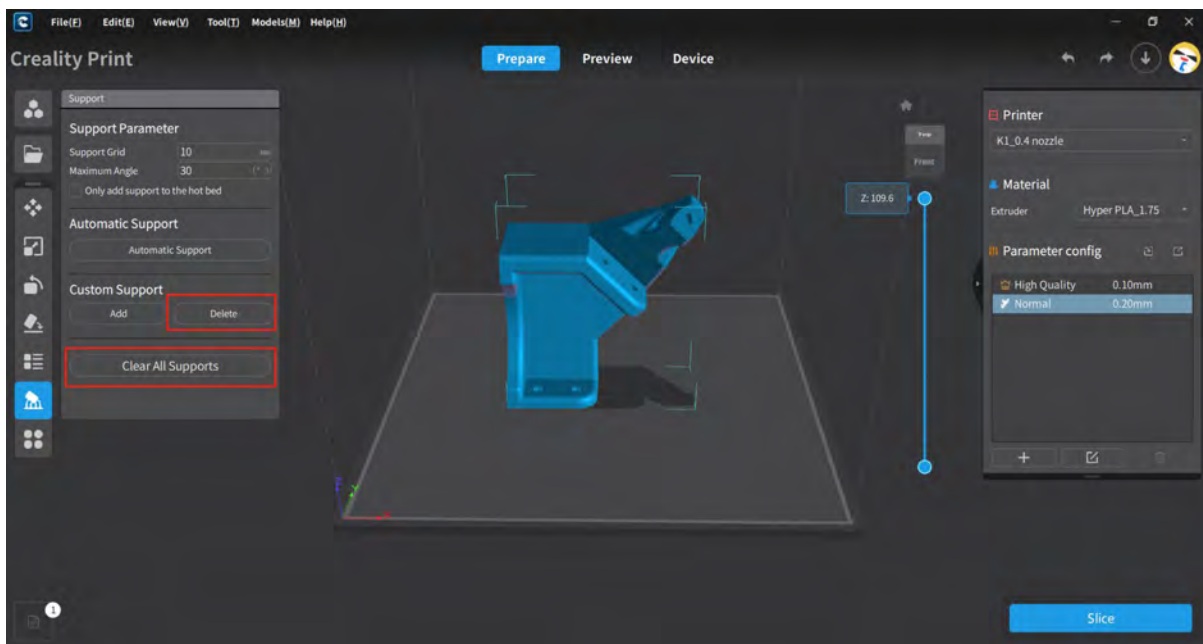 File(F) Edit(E) View(V) Tool(T) Models(M) Help(H)
Creality Print
Prepare Preview Device
Support
Support Parameter
Support Grid 10
Maximum Angle 30
Only add support to the hot bed
Automatic Support
Automatic Support
Custom Support
Add Delete
Clear All Supports
Front
Z: 109.6
Printer
K1_0.4 nozzle
Material
Extruder Hyper PLA_1.75
Parameter config
High Quality 0.10mm
Normal 0.20mm
1
Slice